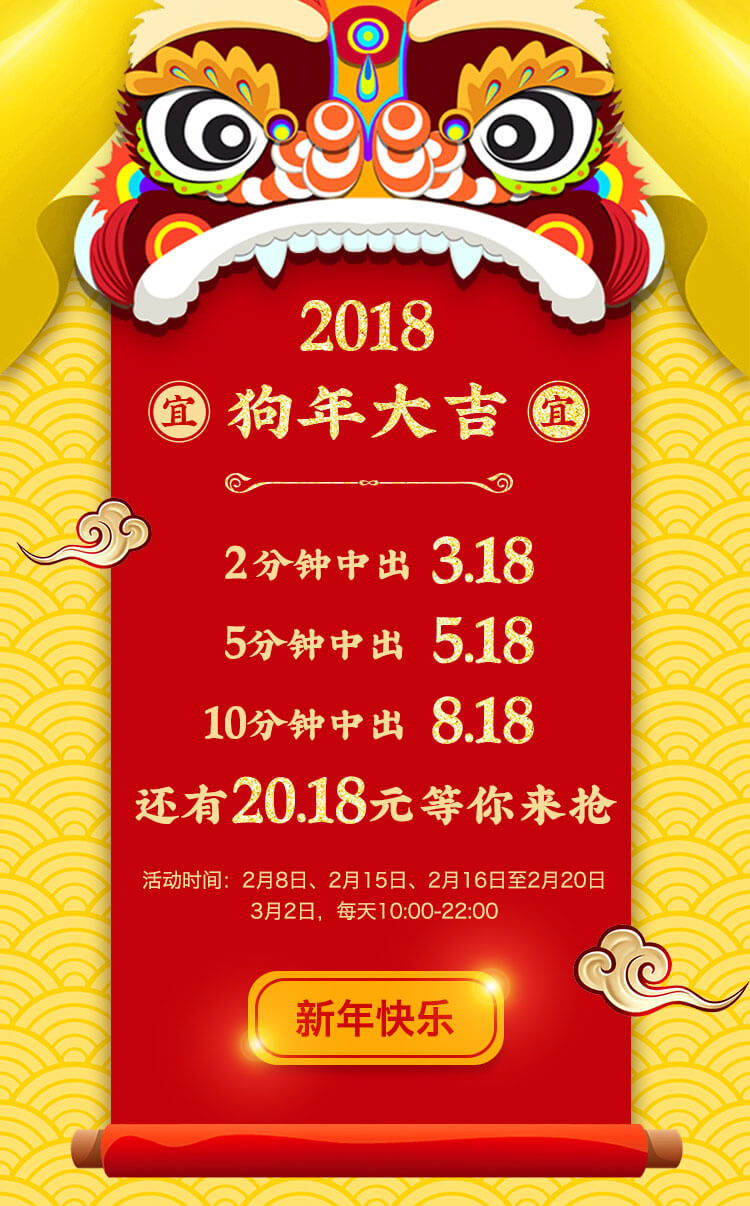 2018
宜 狗年大吉 宜
2分钟中出 3.18
5分钟中出 5.18
10分钟中出 8.18
还有20.18元等你来抢
活动时间：2月8日、2月15日、2月16日至2月20日
3月2日，每天10:00-22:00
新年快乐